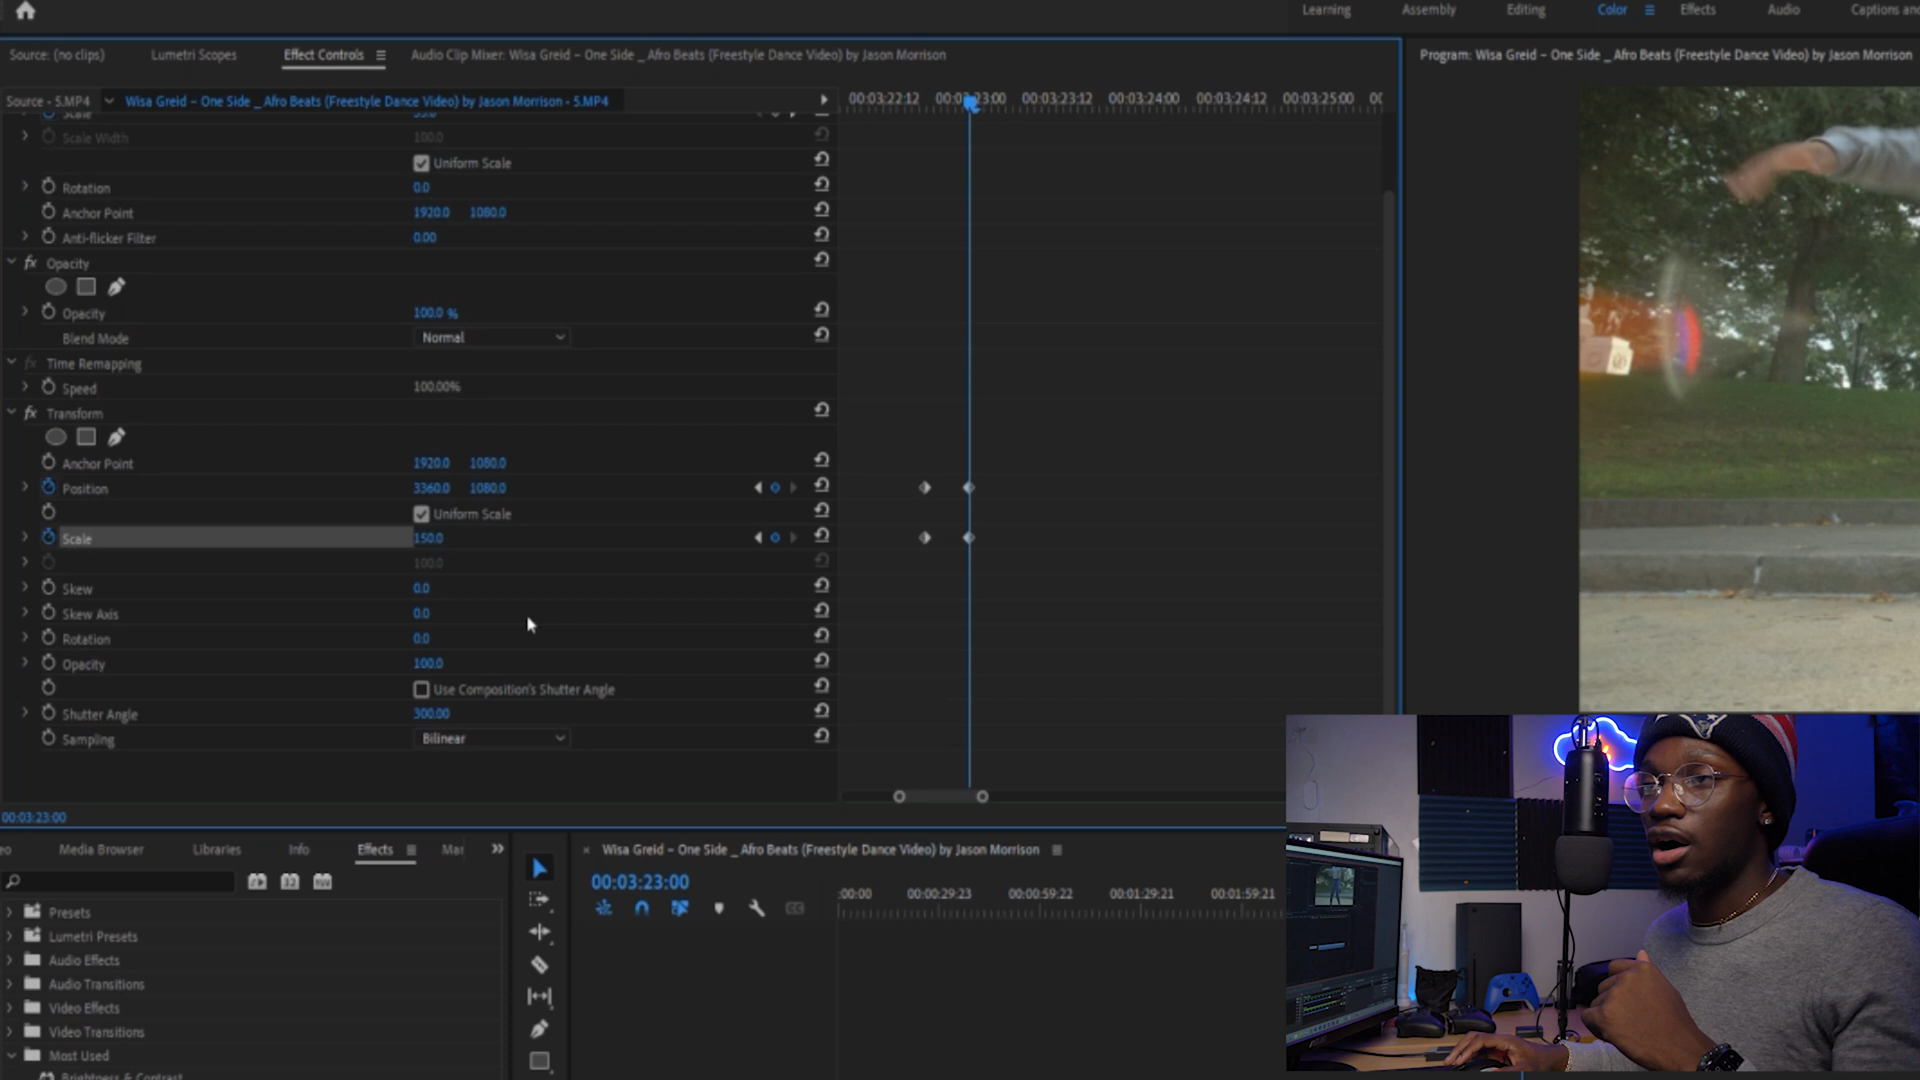 Learning Assembly Editing Color Effects Audio Captions and
Source: (no clips) Lumetri Scopes Effect Controls Audio Clip Mixer: Wisa Greid – One Side _ Afro Beats (Freestyle Dance Video) by Jason Morrison
Program: Wisa Greid – One Side _ Afro Beats (Freestyle Dance Video) by Jason Morrison
Source - 5.MP4 Wisa Greid – One Side _ Afro Beats (Freestyle Dance Video) by Jason Morrison - 5.MP4
00:03:22:12 00:03:23:00 00:03:23:12 00:03:24:00 00:03:24:12 00:03:25:00
Scale
Scale Width 100.0
Uniform Scale
Rotation 0.0
Anchor Point 1920.0 1080.0
Anti-flicker Filter 0.00
fx Opacity
Opacity 100.0 %
Blend Mode Normal
fx Time Remapping
Speed 100.00%
fx Transform
Anchor Point 1920.0 1080.0
Position 3360.0 1080.0
Uniform Scale
Scale 150.0
100.0
Skew 0.0
Skew Axis 0.0
Rotation 0.0
Opacity 100.0
Use Composition's Shutter Angle
Shutter Angle 300.00
Sampling Bilinear
00:03:23:00
eo Media Browser Libraries Info Effects Mar
Wisa Greid – One Side _ Afro Beats (Freestyle Dance Video) by Jason Morrison
00:03:23:00
:00:00 00:00:29:23 00:00:59:22 00:01:29:21 00:01:59:21
Presets
Lumetri Presets
Audio Effects
Audio Transitions
Video Effects
Video Transitions
Most Used
Brightness & Contrast